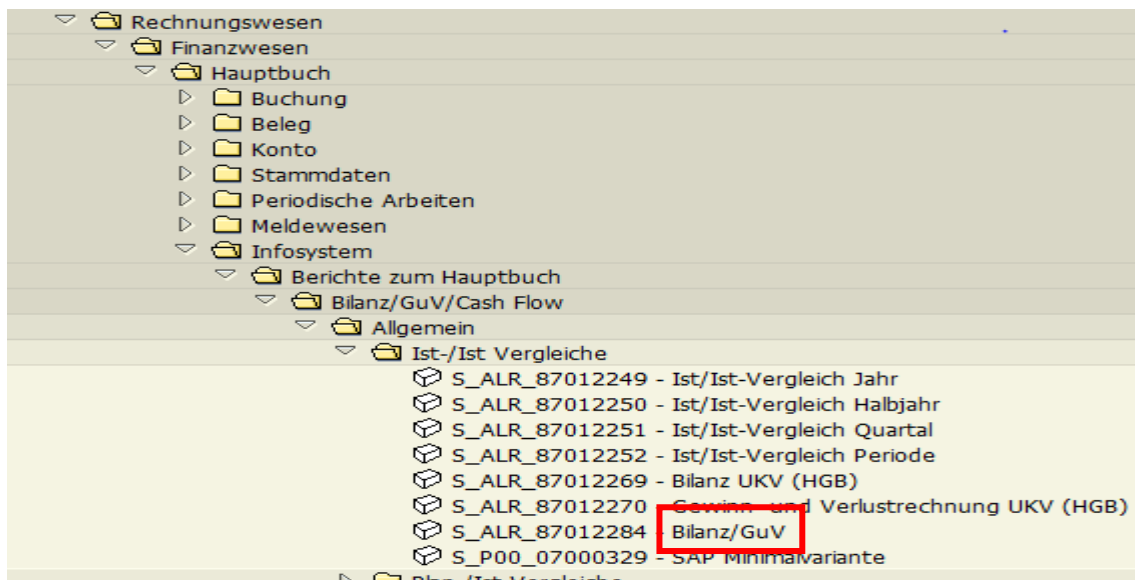 Rechnungswesen
Finanzwesen
Hauptbuch
Buchung
Beleg
Konto
Stammdaten
Periodische Arbeiten
Meldewesen
Infosystem
Berichte zum Hauptbuch
Bilanz/GuV/Cash Flow
Allgemein
Ist-/Ist Vergleiche
S_ALR_87012249 - Ist/Ist-Vergleich Jahr
S_ALR_87012250 - Ist/Ist-Vergleich Halbjahr
S_ALR_87012251 - Ist/Ist-Vergleich Quartal
S_ALR_87012252 - Ist/Ist-Vergleich Periode
S_ALR_87012269 - Bilanz UKV (HGB)
S_ALR_87012270 - Gewinn- und Verlustrechnung UKV (HGB)
S_ALR_87012284 - Bilanz/GuV
S_P00_07000329 - SAP Minimalvariante